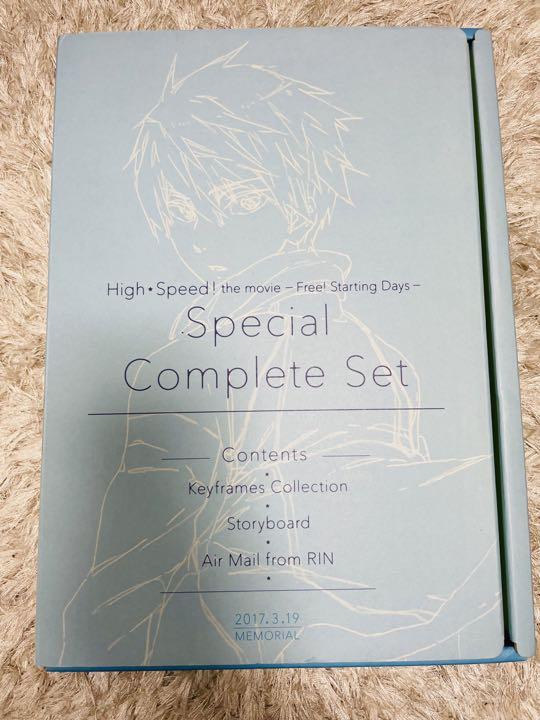 High★Speed! the movie –Free! Starting Days–
Special
Complete Set
Contents
Keyframes Collection
Storyboard
Air Mail from RIN
2017.3.19
MEMORIAL